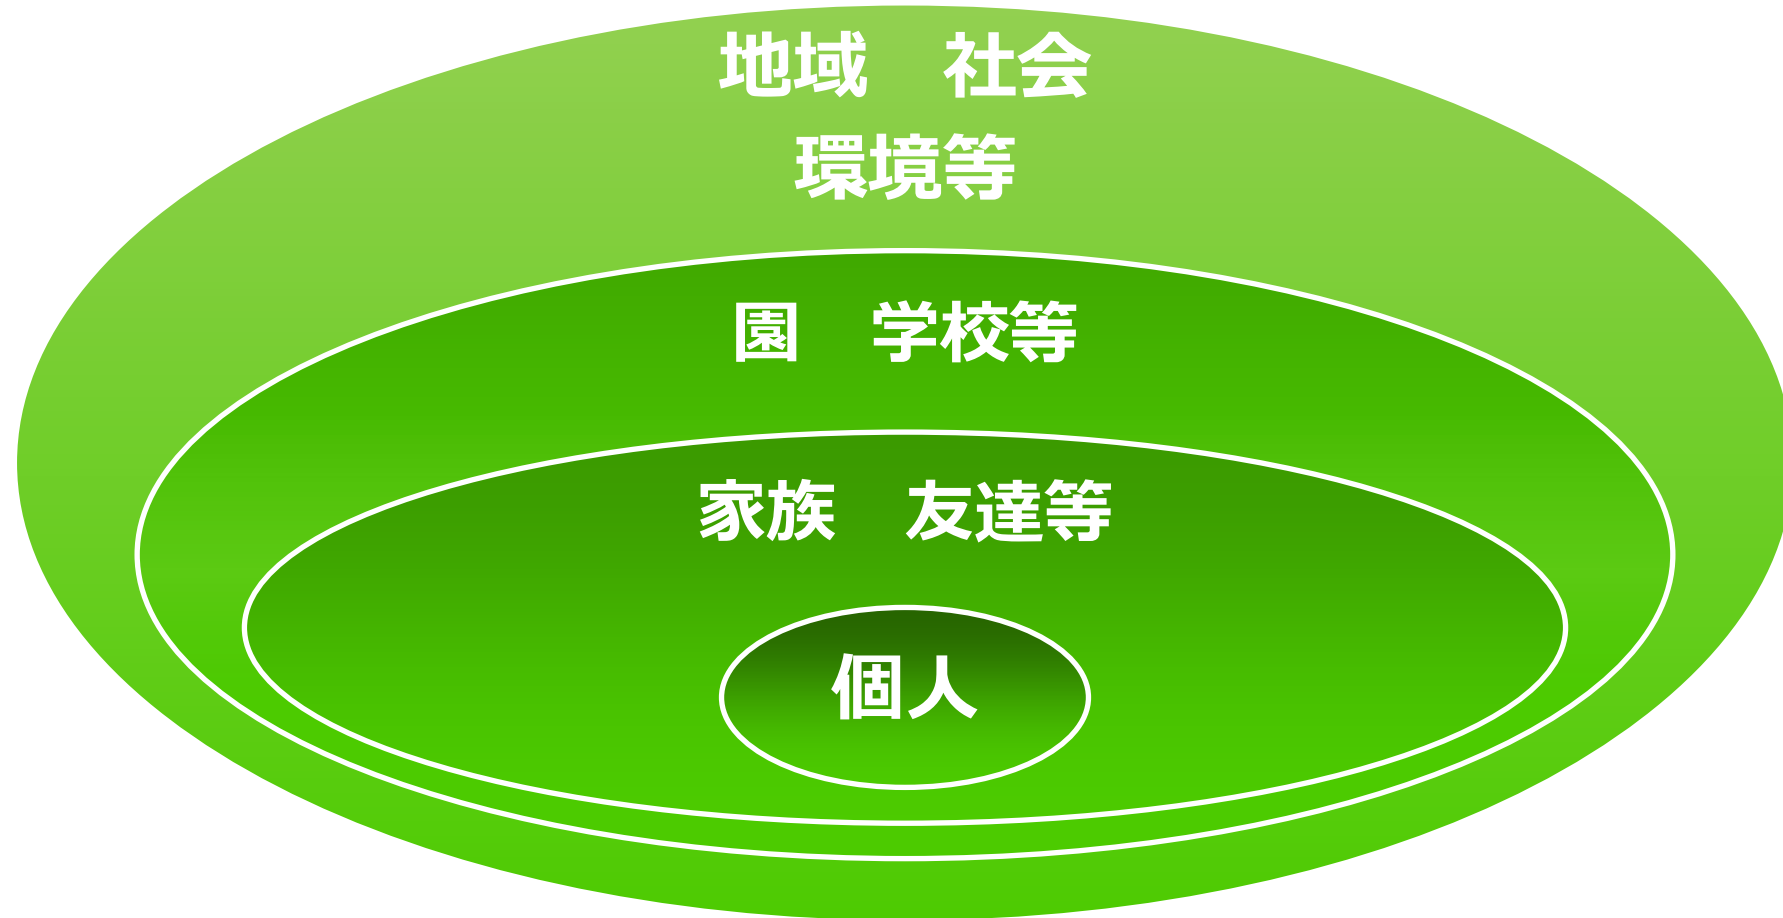 地域　社会
環境等
園　学校等
家族　友達等
個人